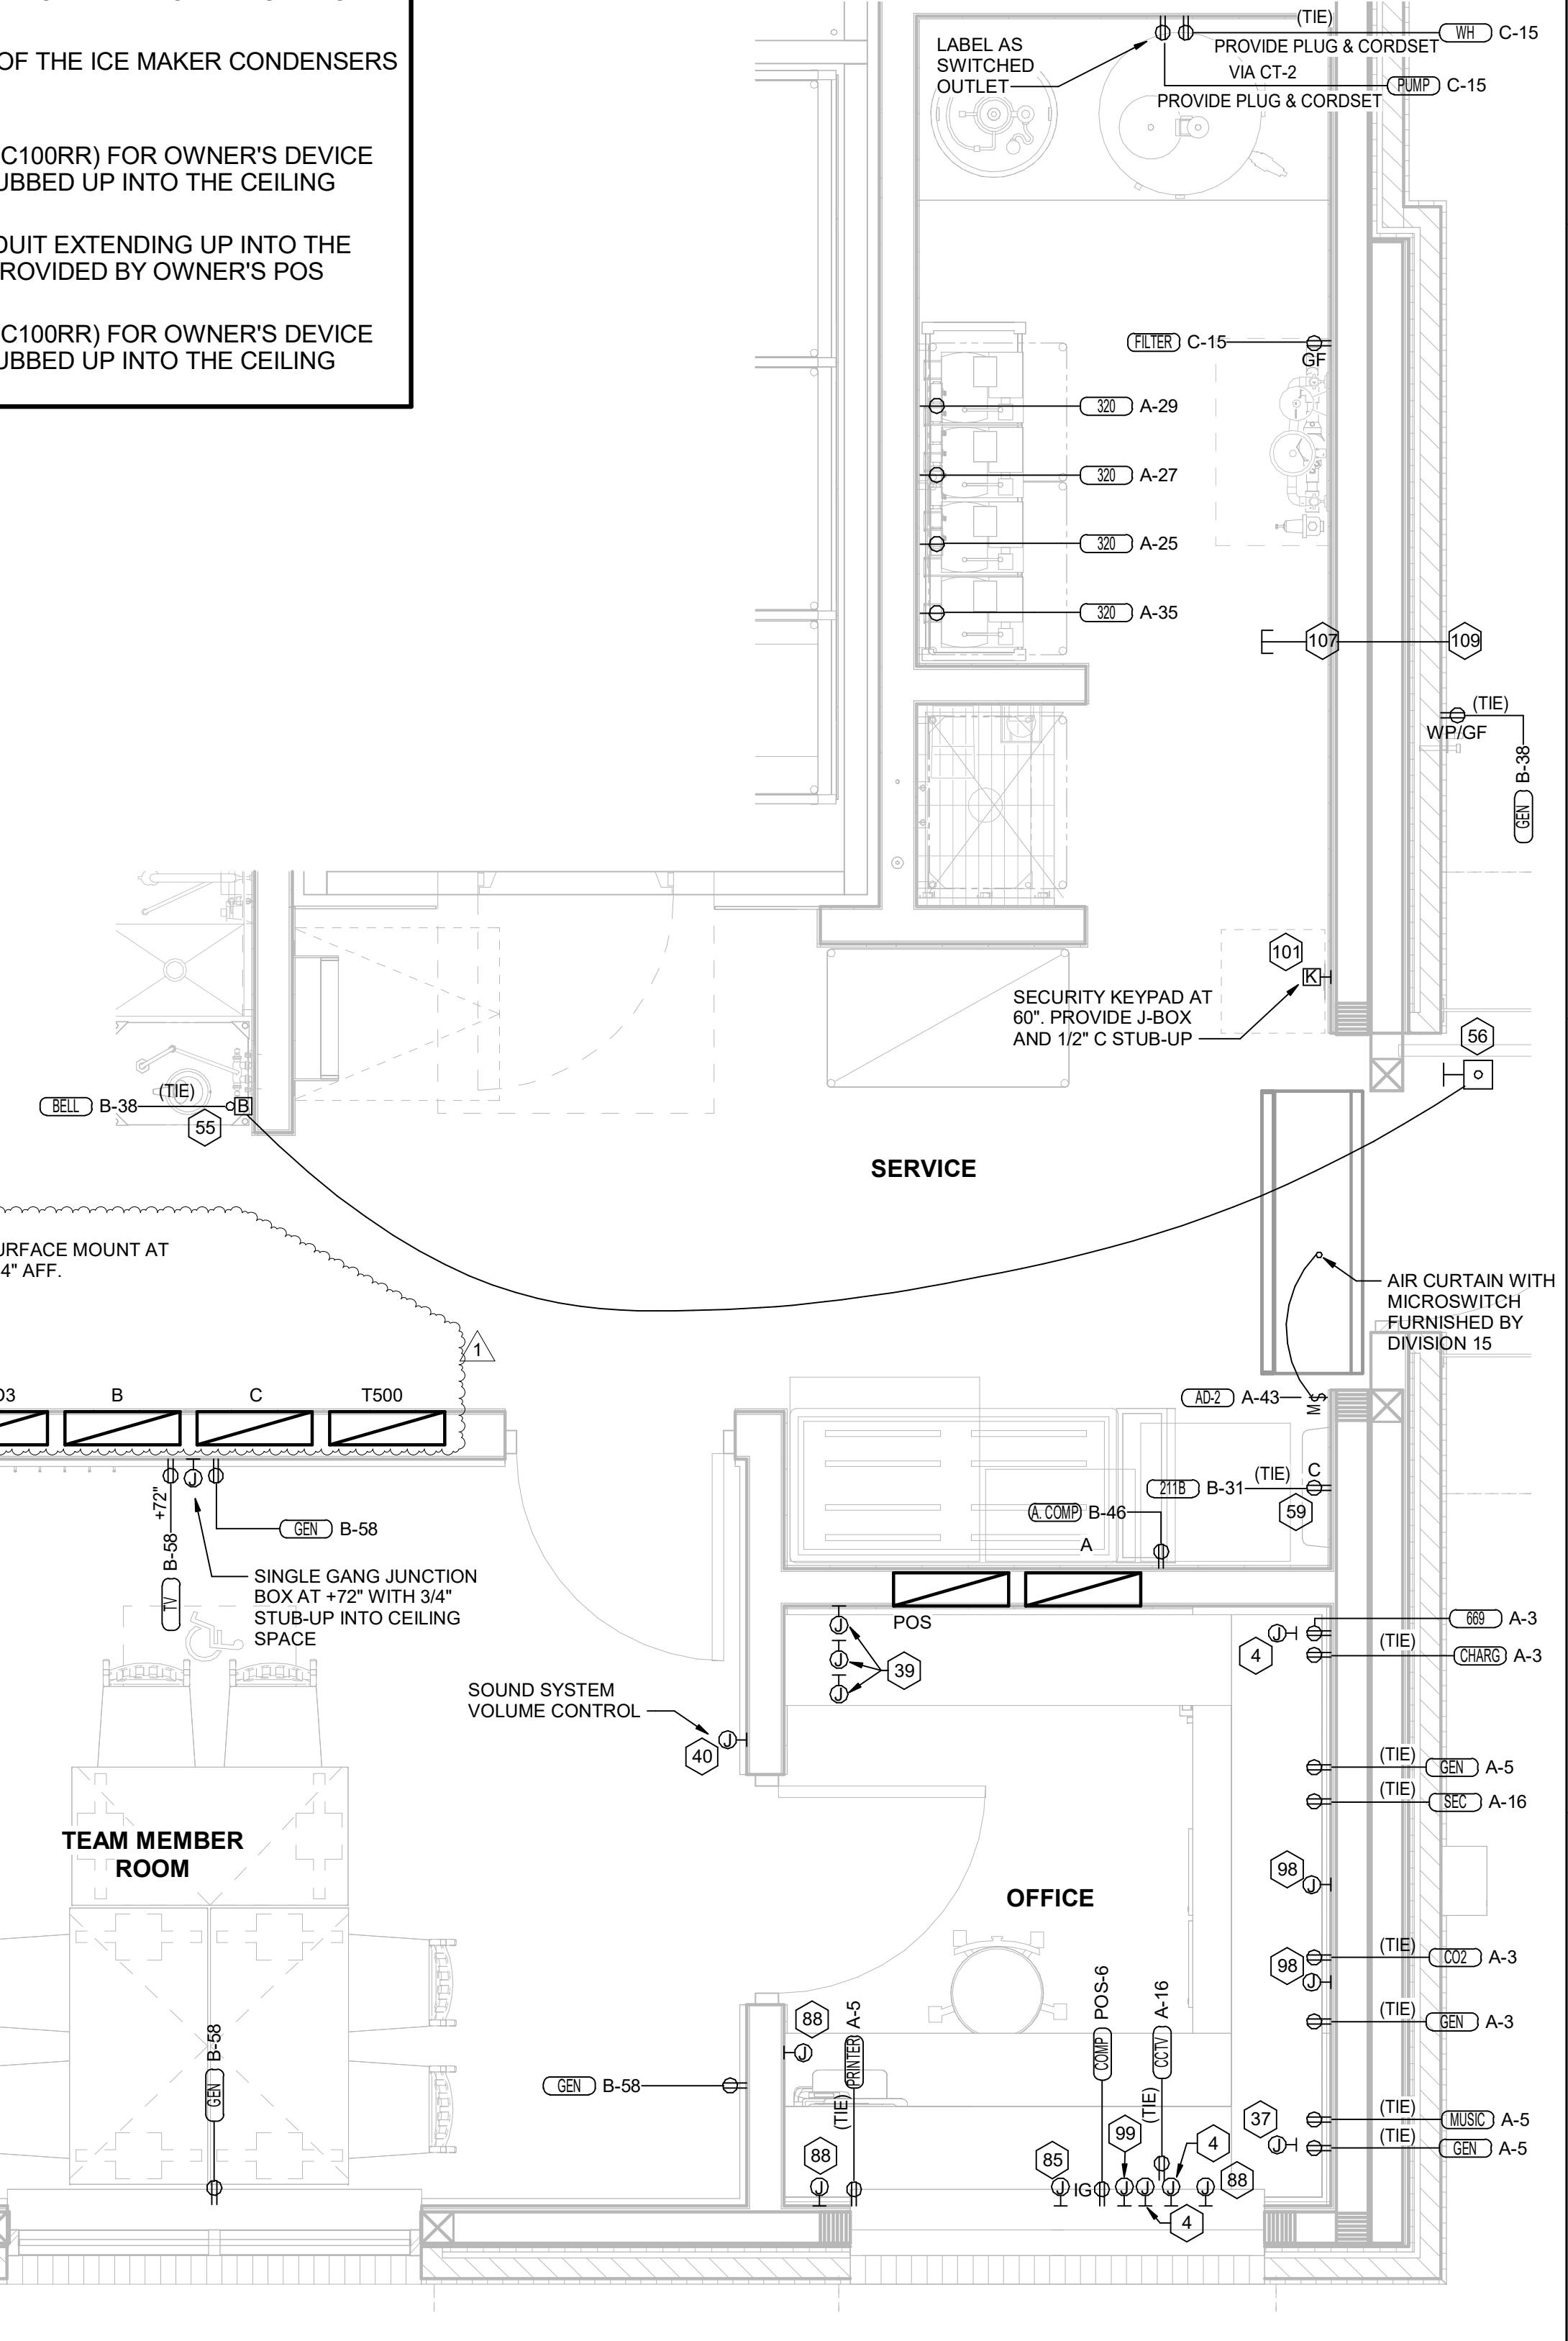 OF THE ICE MAKER CONDENSERS
C100RR) FOR OWNER'S DEVICE
UBBED UP INTO THE CEILING
DUIT EXTENDING UP INTO THE
ROVIDED BY OWNER'S POS
C100RR) FOR OWNER'S DEVICE
UBBED UP INTO THE CEILING
LABEL AS
SWITCHED
OUTLET
(TIE)
WH C-15
PROVIDE PLUG & CORDSET
VIA CT-2
PUMP C-15
PROVIDE PLUG & CORDSET
FILTER C-15
GF
320 A-29
320 A-27
320 A-25
320 A-35
107
109
(TIE)
WP/GF
GEN B-38
101
K
SECURITY KEYPAD AT
60". PROVIDE J-BOX
AND 1/2" C STUB-UP
56
BELL B-38
(TIE)
B
55
SERVICE
URFACE MOUNT AT
4" AFF.
1
AIR CURTAIN WITH
MICROSWITCH
FURNISHED BY
DIVISION 15
03
B
C
T500
AD-2 A-43
M
$
J
+72"
TV B-58
GEN B-58
SINGLE GANG JUNCTION
BOX AT +72" WITH 3/4"
STUB-UP INTO CEILING
SPACE
211B B-31
(TIE)
C
59
A. COMP B-46
A
POS
J
J
J
39
669 A-3
J
4
(TIE)
CHARG A-3
SOUND SYSTEM
VOLUME CONTROL
J
40
(TIE)
GEN A-5
(TIE)
SEC A-16
TEAM MEMBER
ROOM
OFFICE
98
J
(TIE)
CO2 A-3
98
J
(TIE)
GEN A-3
88
J
PRINTER A-5
(TIE)
COMP POS-6
CCTV A-16
(TIE)
GEN B-58
GEN B-58
37
J
(TIE)
MUSIC A-5
(TIE)
GEN A-5
88
J
85
J
IG
99
J
J
4
J
4
J
88